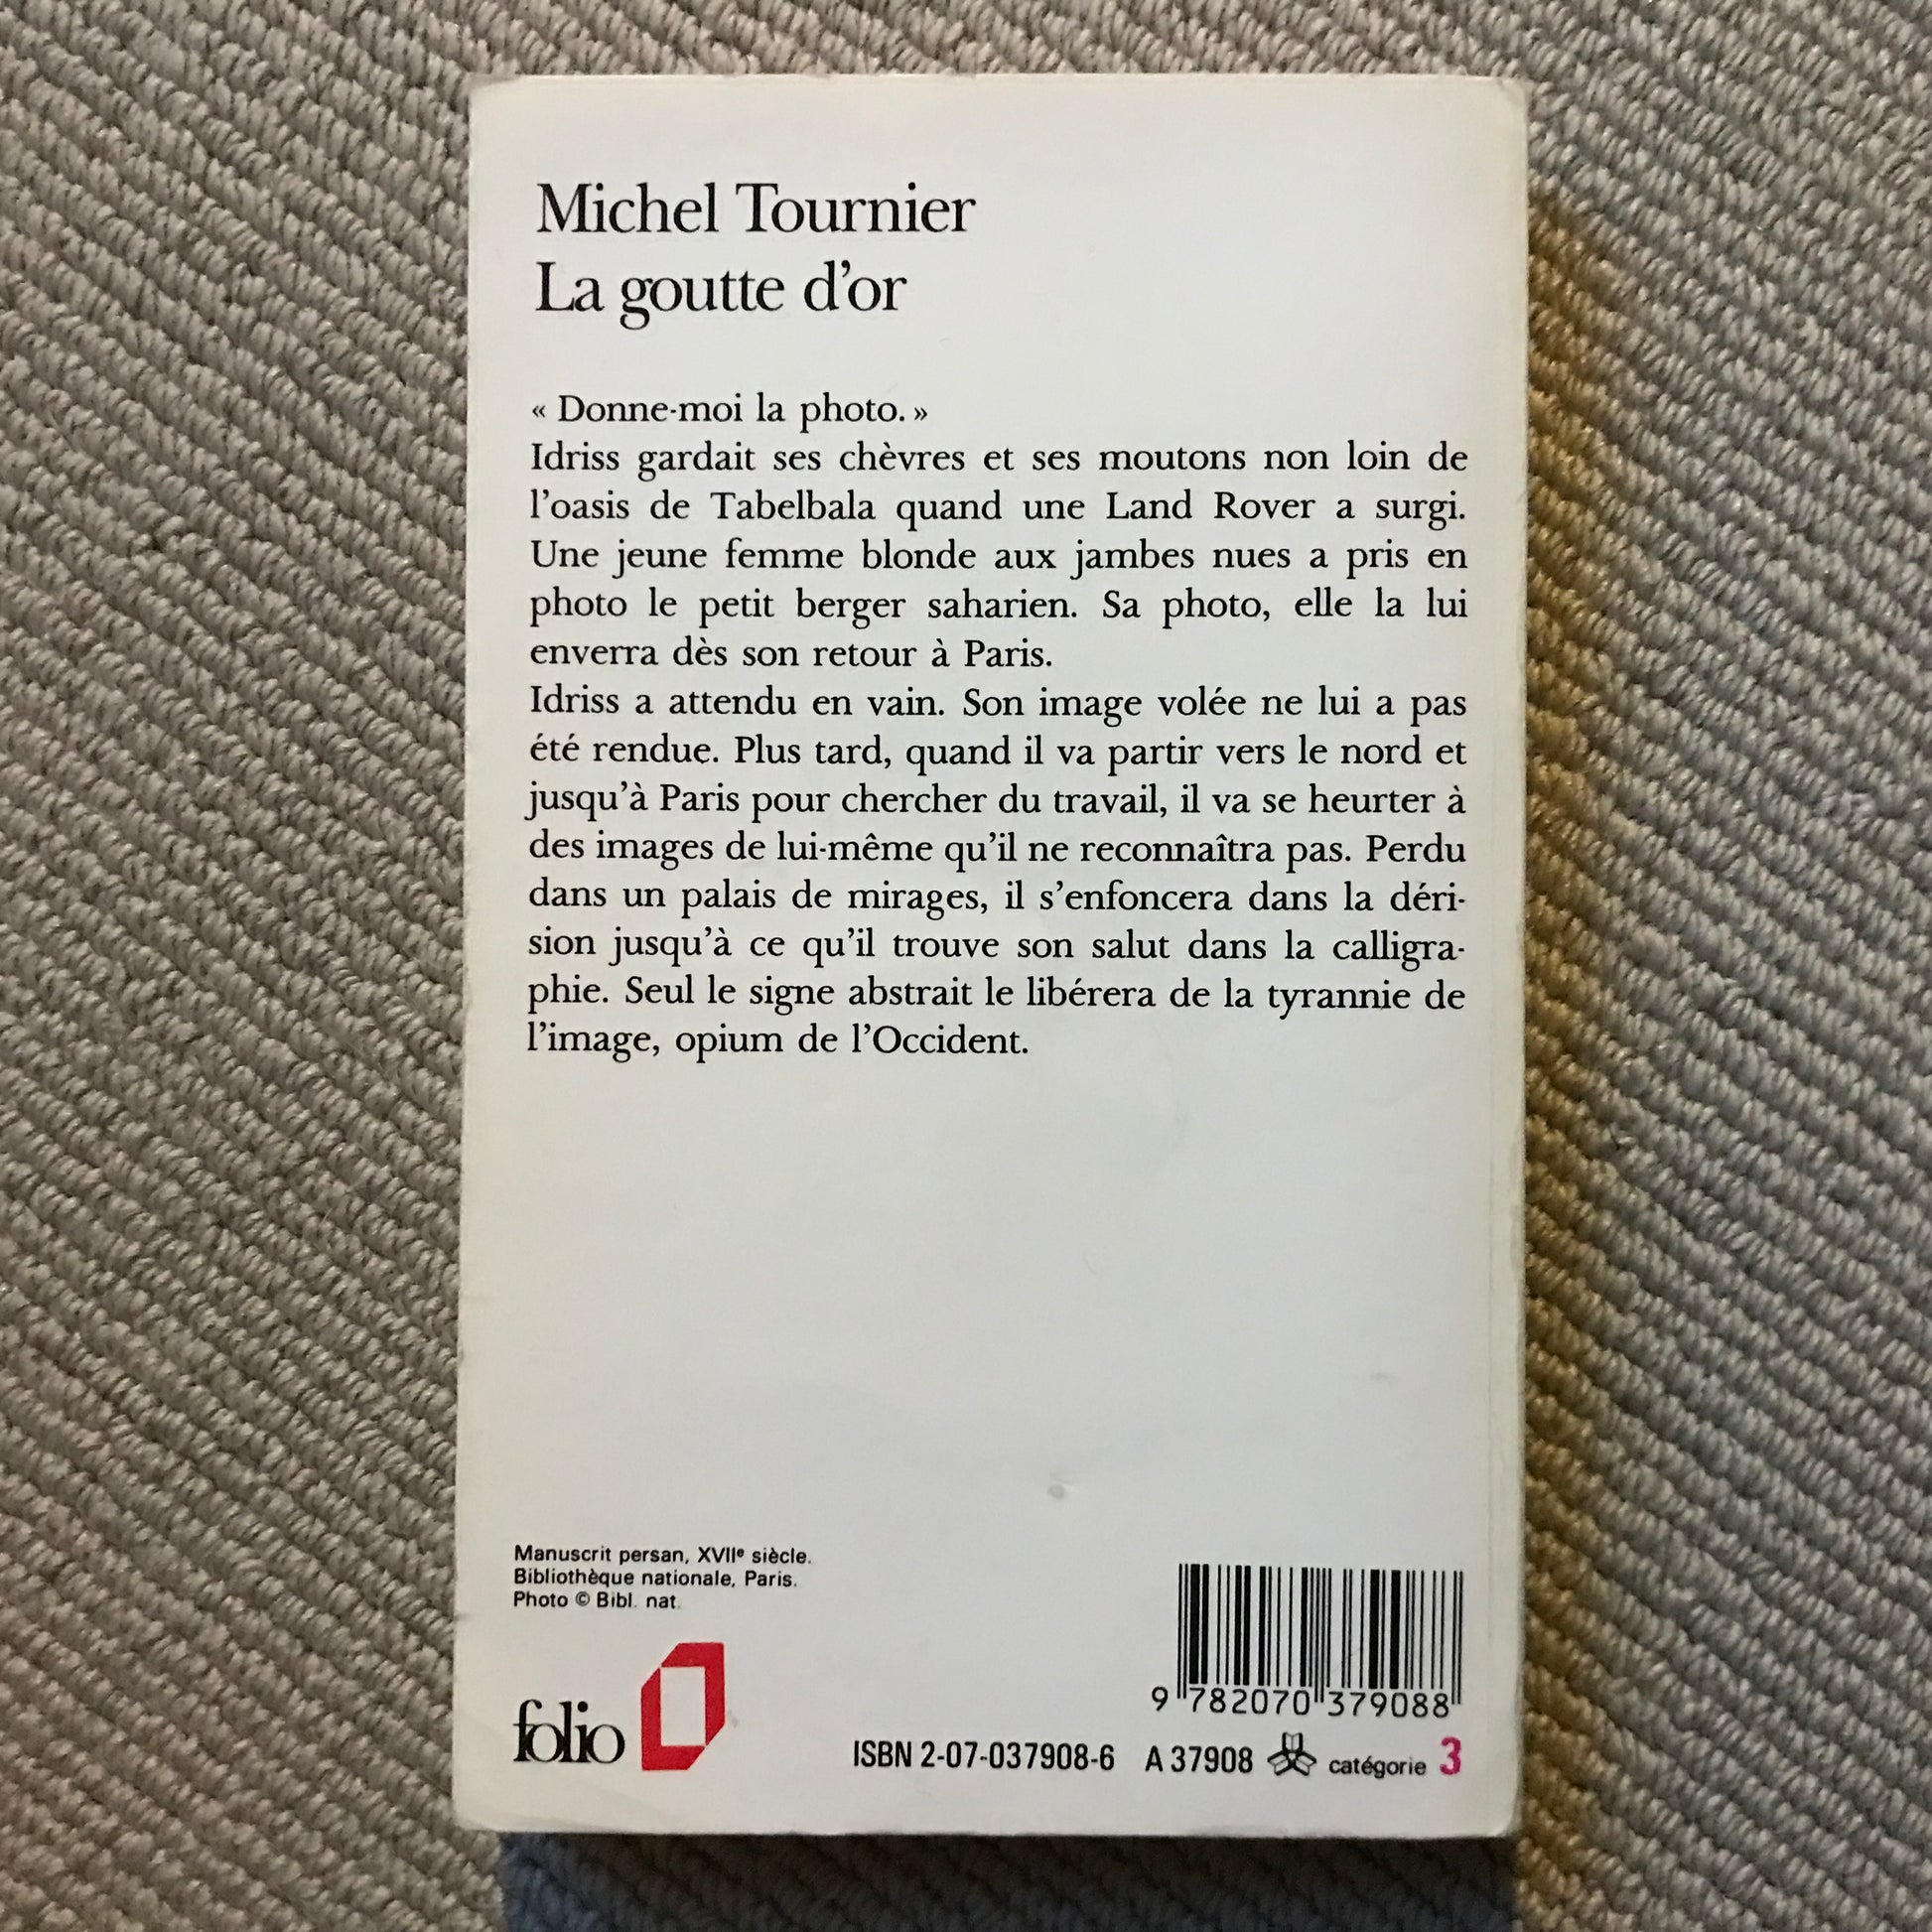 Michel Tournier
La goutte d'or
« Donne-moi la photo. »
Idriss gardait ses chèvres et ses moutons non loin de
l'oasis de Tabelbala quand une Land Rover a surgi.
Une jeune femme blonde aux jambes nues a pris en
photo le petit berger saharien. Sa photo, elle la lui
enverra dès son retour à Paris.
Idriss a attendu en vain. Son image volée ne lui a pas
été rendue. Plus tard, quand il va partir vers le nord et
jusqu'à Paris pour chercher du travail, il va se heurter à
des images de lui-même qu'il ne reconnaîtra pas. Perdu
dans un palais de mirages, il s'enfoncera dans la déri-
sion jusqu'à ce qu'il trouve son salut dans la calligra-
phie. Seul le signe abstrait le libérera de la tyrannie de
l'image, opium de l'Occident.
Manuscrit persan, XVIIe siècle.
Bibliothèque nationale, Paris.
Photo © Bibl. nat.
folio
9 782070 379088
ISBN 2-07-037908-6 A 37908 catégorie 3